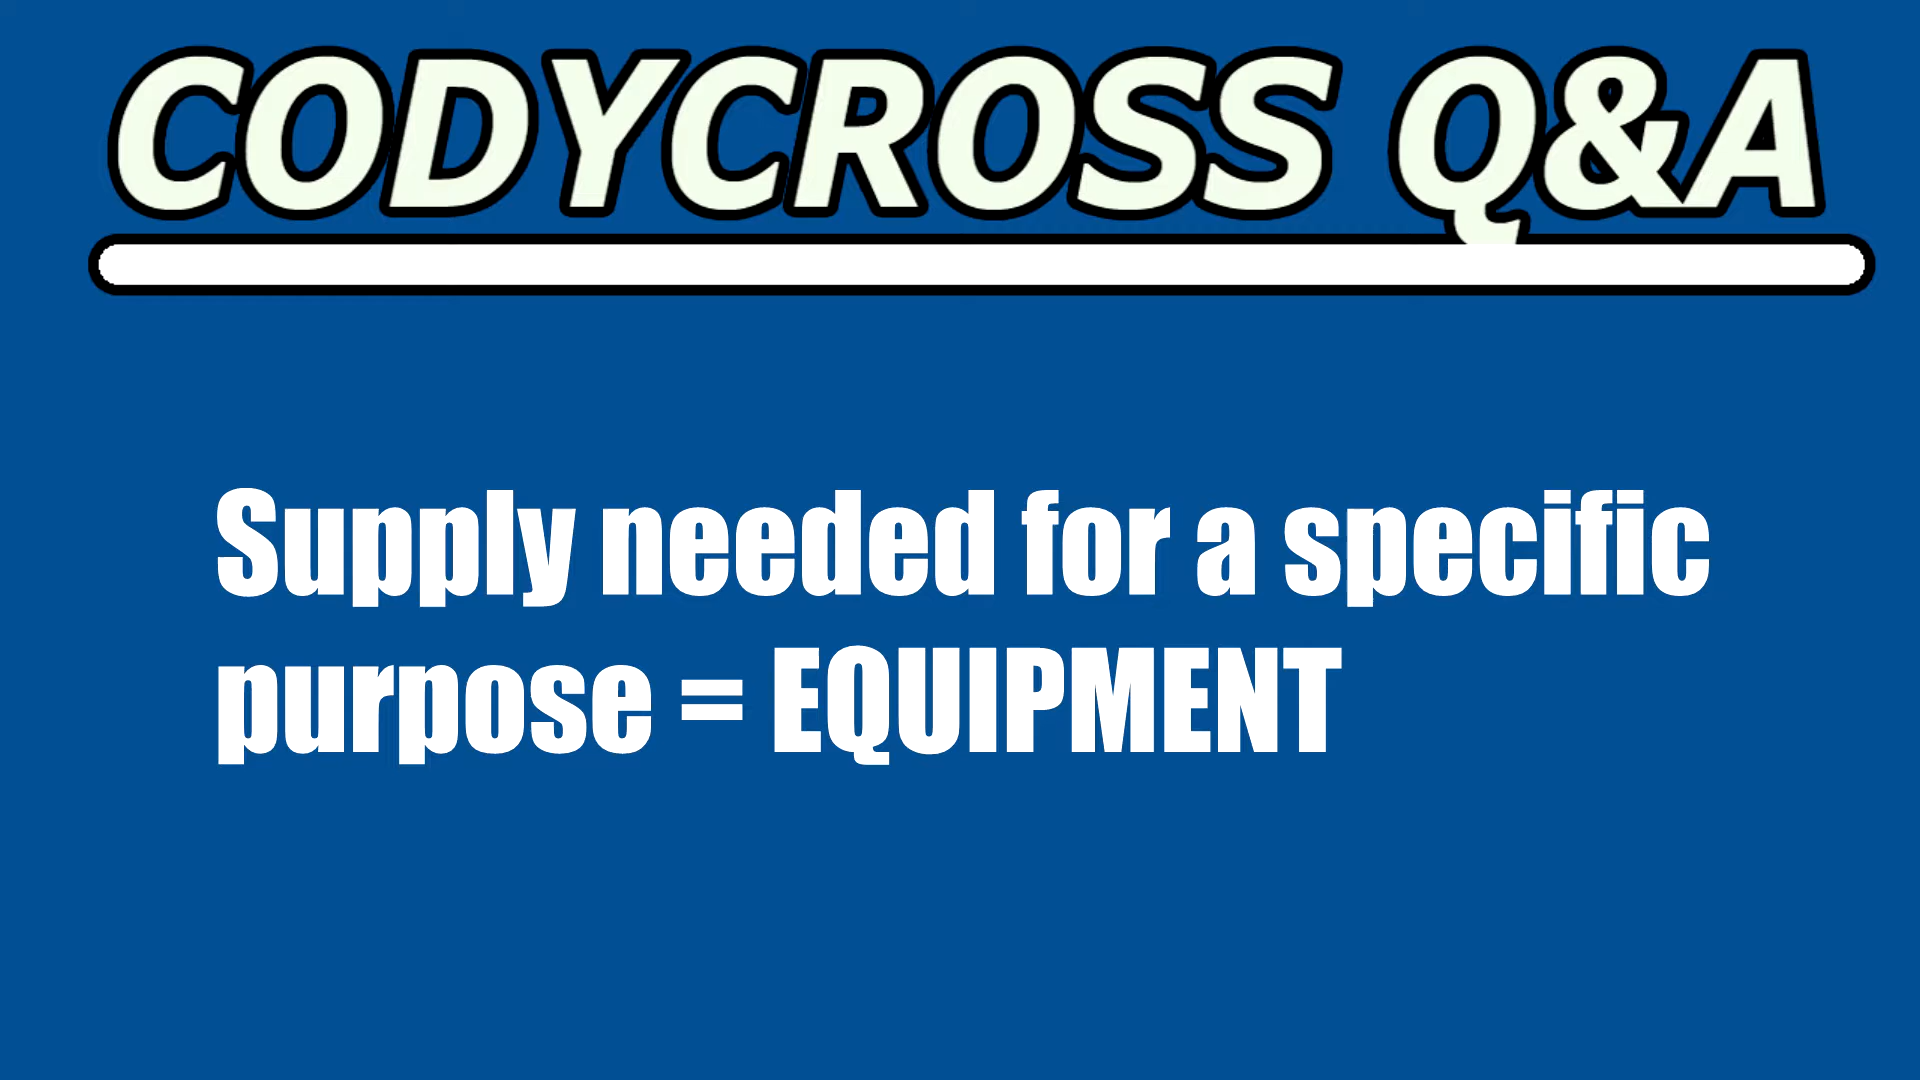 CODYCROSS Q&A
Supply needed for a specific
purpose = EQUIPMENT